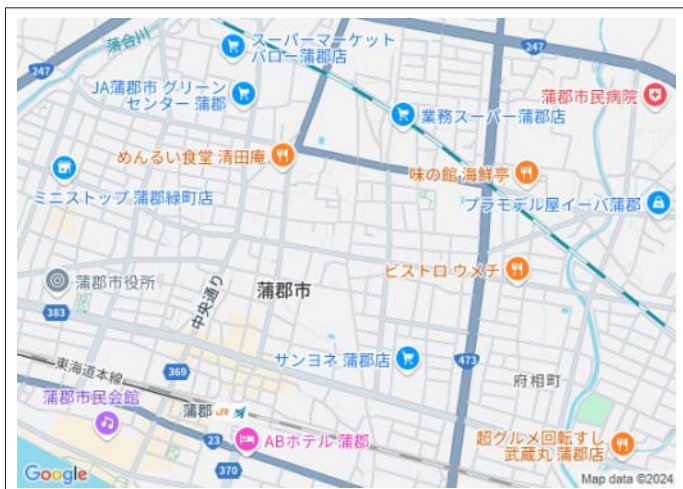 落合川
スーパーマーケット
バロー蒲郡店
247
247
JA蒲郡市 グリーン
センター 蒲郡
蒲郡市民病院
業務スーパー蒲郡店
めんるい食堂 清田庵
味の館 海鮮亭
ミニストップ 蒲郡緑町店
プラモデル屋イーバ蒲郡
蒲郡市役所
ビストロ ウメチ
中央通り
蒲郡市
383
サンヨネ 蒲郡店
473
東海道本線
369
府相町
蒲郡市民会館
蒲郡 JR
23
ABホテル 蒲郡
超グルメ回転すし
武蔵丸 蒲郡店
370
Google
Map data ©2024